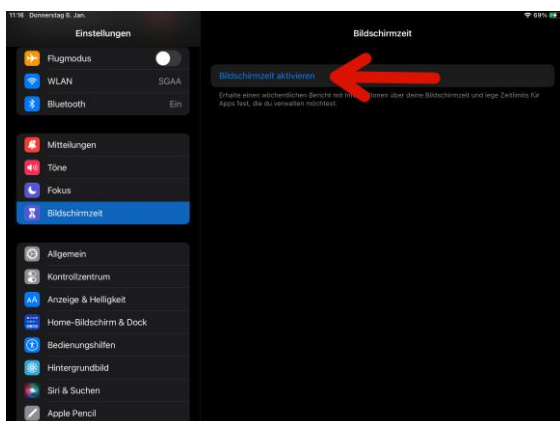 11:16 Donnerstag 6. Jan.
69%
Einstellungen
Bildschirmzeit
Flugmodus
WLAN SGAA
Bluetooth Ein
Mitteilungen
Töne
Fokus
Bildschirmzeit
Allgemein
Kontrollzentrum
AA Anzeige & Helligkeit
Home-Bildschirm & Dock
Bedienungshilfen
Hintergrundbild
Siri & Suchen
Apple Pencil
Bildschirmzeit aktivieren
Erhalte einen wöchentlichen Bericht mit über deine Bildschirmzeit und lege Zeitlimits für
Apps fest, die du verwalten möchtest.